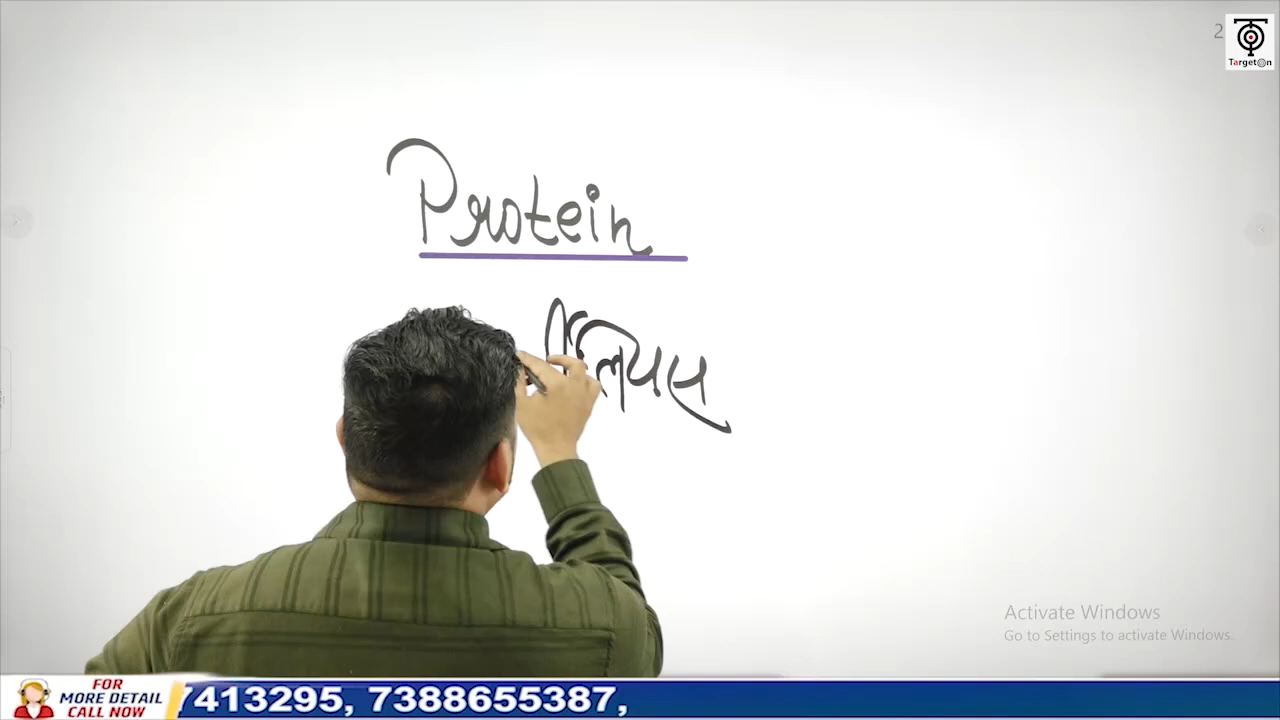 2
TargetOn
Protein
Activate Windows
Go to Settings to activate Windows.
FOR
MORE DETAIL
CALL NOW
7413295, 7388655387,